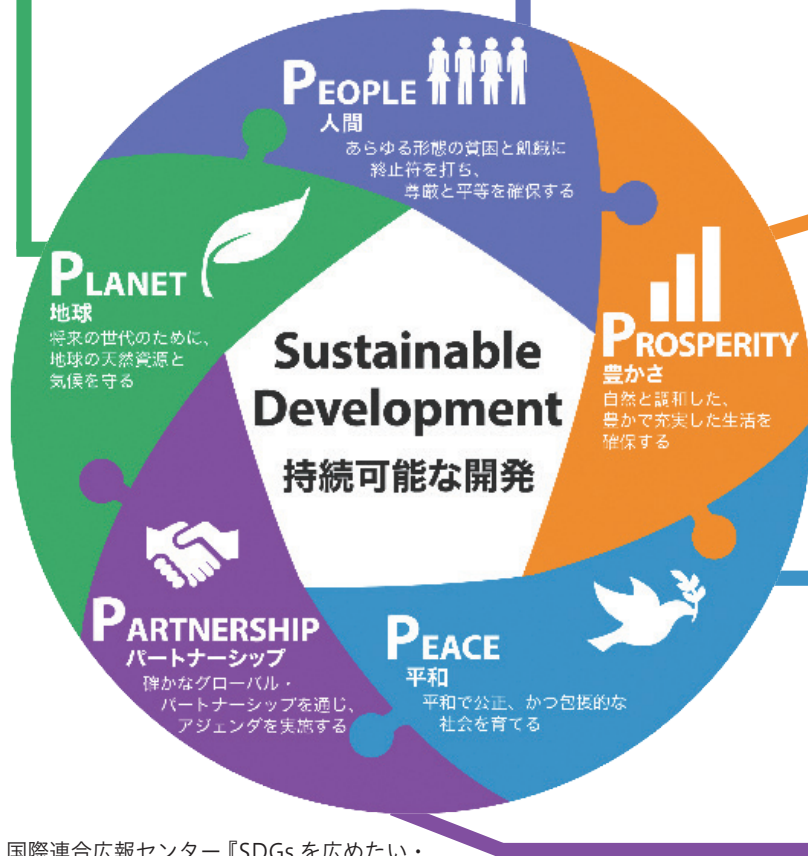 PEOPLE
人間
あらゆる形態の貧困と飢餓に
終止符を打ち、
尊厳と平等を確保する
PROSPERITY
豊かさ
自然と調和した、
豊かで充実した生活を
確保する
PLANET
地球
将来の世代のために、
地球の天然資源と
気候を守る
Sustainable
Development
持続可能な開発
PARTNERSHIP
パートナーシップ
確かなグローバル・
パートナーシップを通じ、
アジェンダを実施する
PEACE
平和
平和で公正、かつ包摂的な
社会を育てる
国際連合広報センター『SDGs を広めたい・